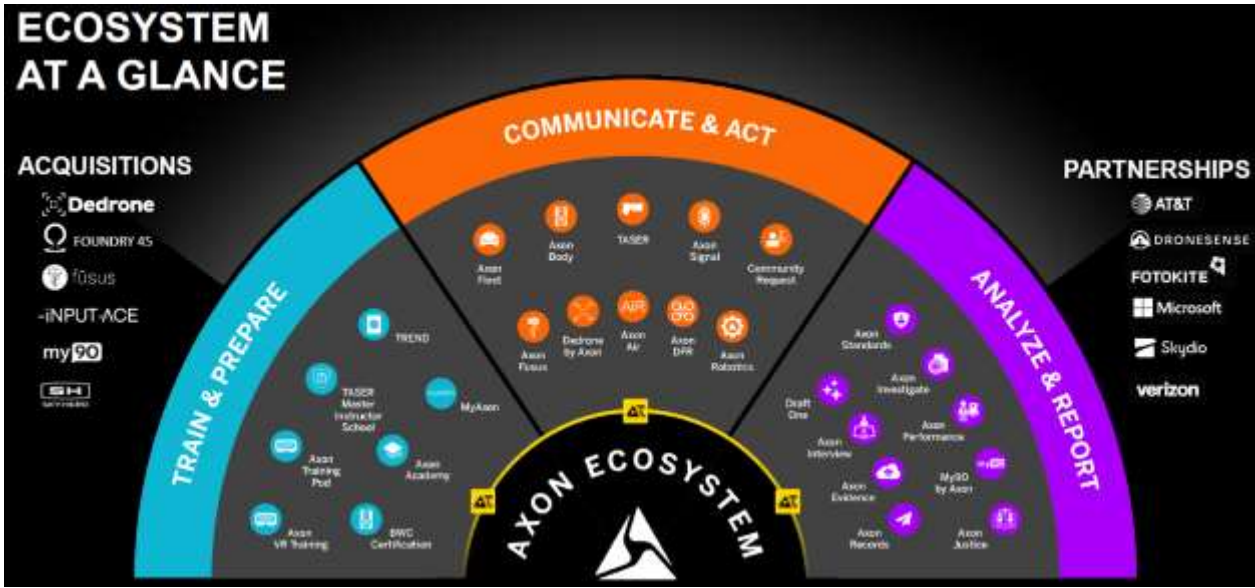 ECOSYSTEM
AT A GLANCE
ACQUISITIONS
Dedrone
FOUNDRY 45
fūsus
-iNPUT-ACE
my90
PARTNERSHIPS
AT&T
DRONESENSE
FOTOKITE
Microsoft
Skydio
verizon
TRAIN & PREPARE
TREND
TASER
Master
Instructor
School
MyAxon
Axon
Training
Pod
Axon
Academy
Axon
VR Training
BWC
Certification
COMMUNICATE & ACT
Axon
Fleet
Axon
Body
TASER
Axon
Signal
Community
Request
Axon
Fusus
Dedrone
by Axon
AIR
Axon
Air
Axon
DFR
Axon
Robotics
ANALYZE & REPORT
Axon
Standards
Axon
Investigate
Draft
One
Axon
Performance
Axon
Interview
Axon
Evidence
my90
My90
by Axon
Axon
Records
Axon
Justice
AXON ECOSYSTEM